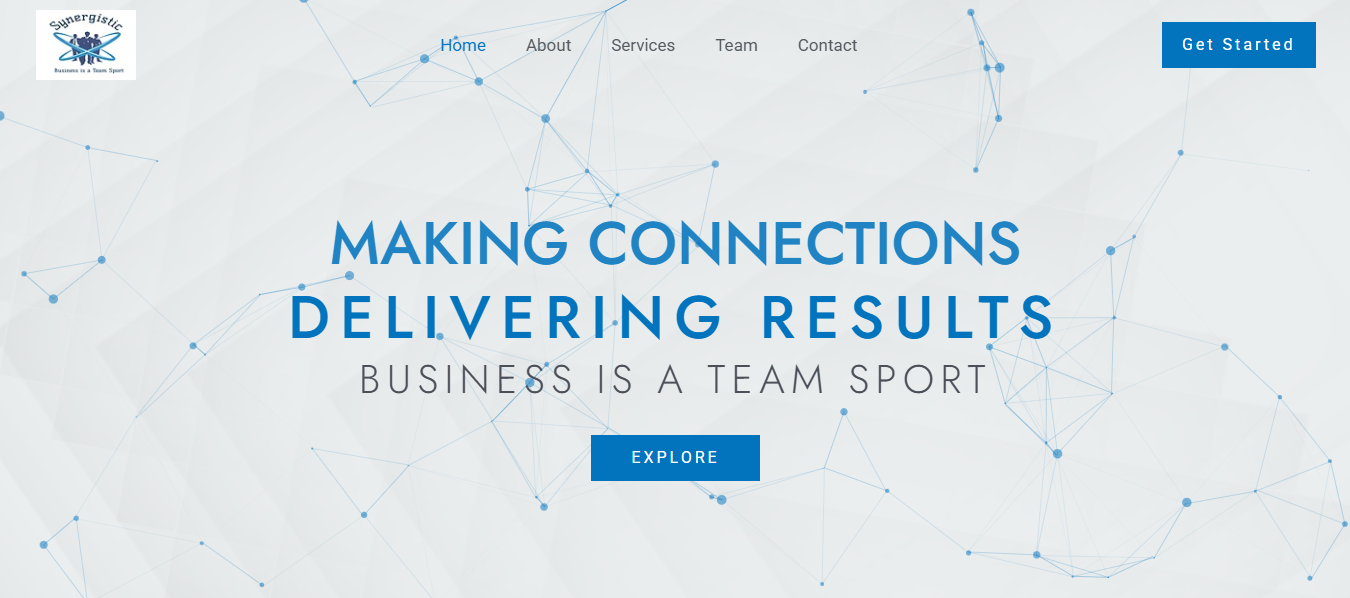 Synergistic
Business is a Team Sport
Home
About
Services
Team
Contact
Get Started
MAKING CONNECTIONS
DELIVERING RESULTS
BUSINESS IS A TEAM SPORT
EXPLORE